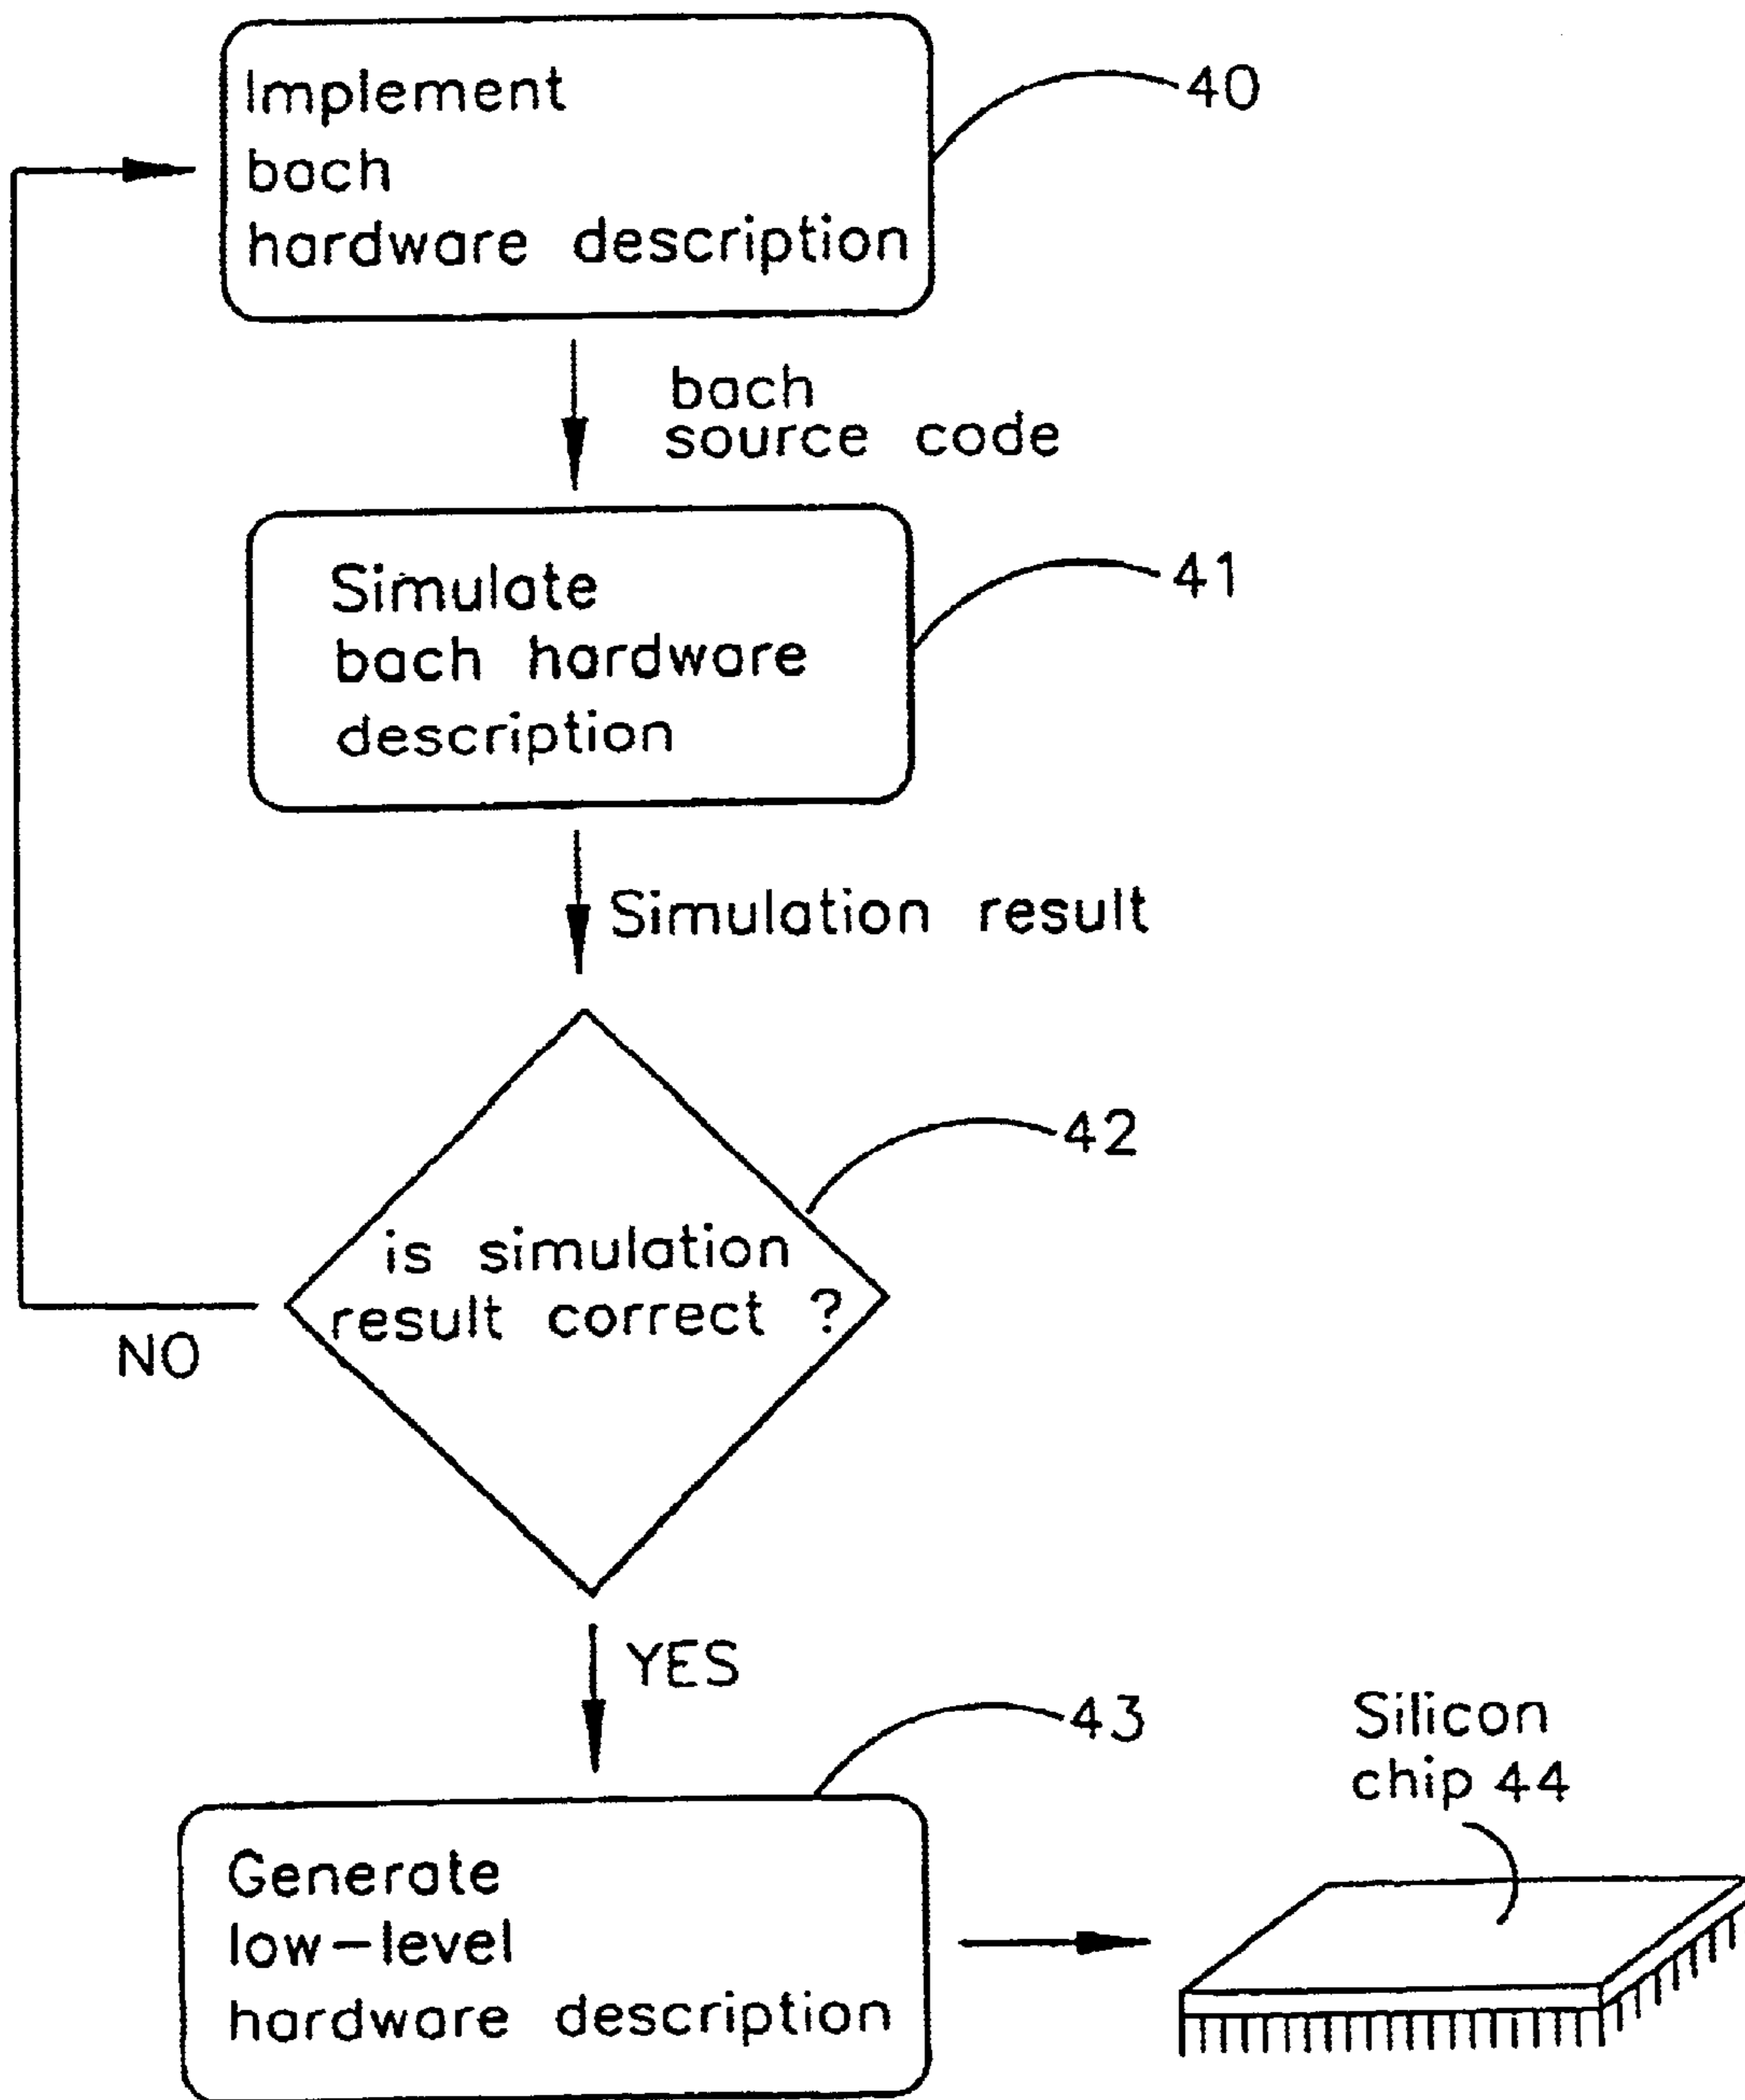 Implement
bach
hardware description
40
bach
source code
Simulate
bach hardware
description
41
Simulation result
42
is simulation
result correct ?
NO
YES
43
Generate
low-level
hardware description
Silicon
chip 44